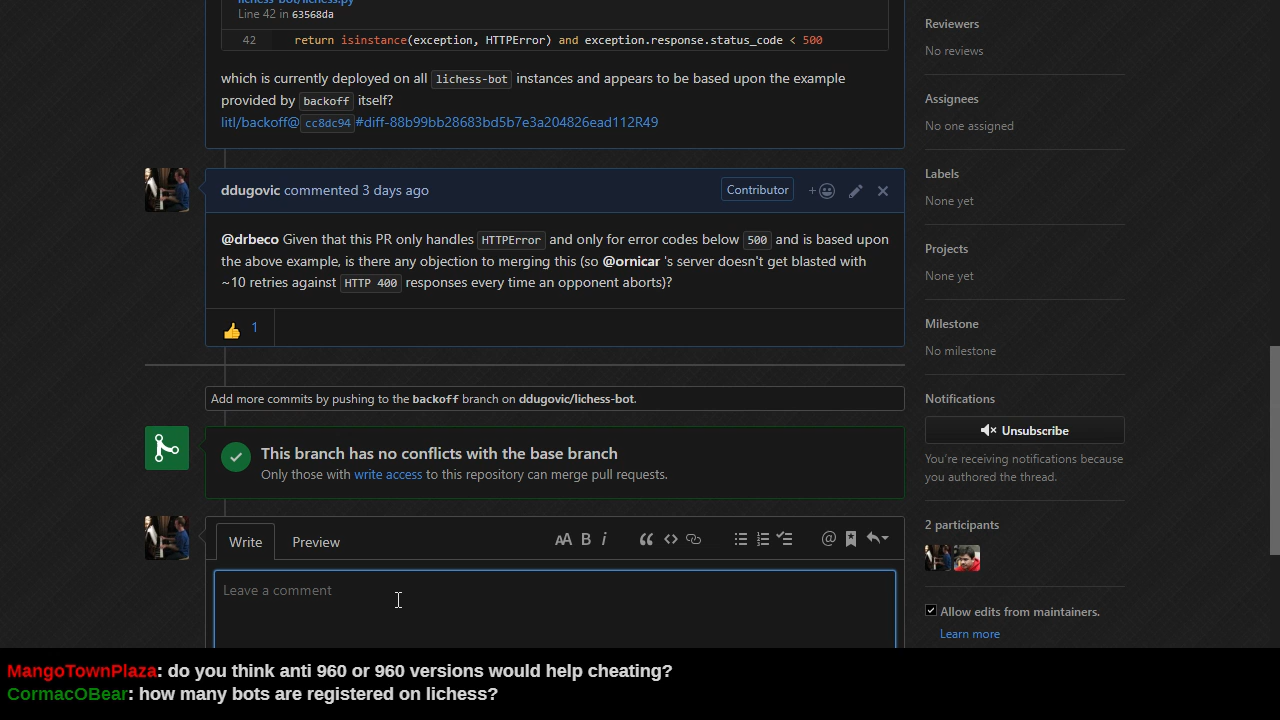 lichess-bot/lichess.py
Line 42 in 63568da
42 return isinstance(exception, HTTPError) and exception.response.status_code < 500
which is currently deployed on all lichess-bot instances and appears to be based upon the example
provided by backoff itself?
litl/backoff@cc8dc94#diff-88b99bb28683bd5b7e3a204826ead112R49
ddugovic commented 3 days ago
Contributor
@drbeco Given that this PR only handles HTTPError and only for error codes below 500 and is based upon
the above example, is there any objection to merging this (so @ornicar 's server doesn't get blasted with
~10 retries against HTTP 400 responses every time an opponent aborts)?
👍 1
Add more commits by pushing to the backoff branch on ddugovic/lichess-bot.
This branch has no conflicts with the base branch
Only those with write access to this repository can merge pull requests.
Write Preview
Leave a comment
Reviewers
No reviews
Assignees
No one assigned
Labels
None yet
Projects
None yet
Milestone
No milestone
Notifications
Unsubscribe
You're receiving notifications because
you authored the thread.
2 participants
Allow edits from maintainers.
Learn more
MangoTownPlaza: do you think anti 960 or 960 versions would help cheating?
CormacOBear: how many bots are registered on lichess?